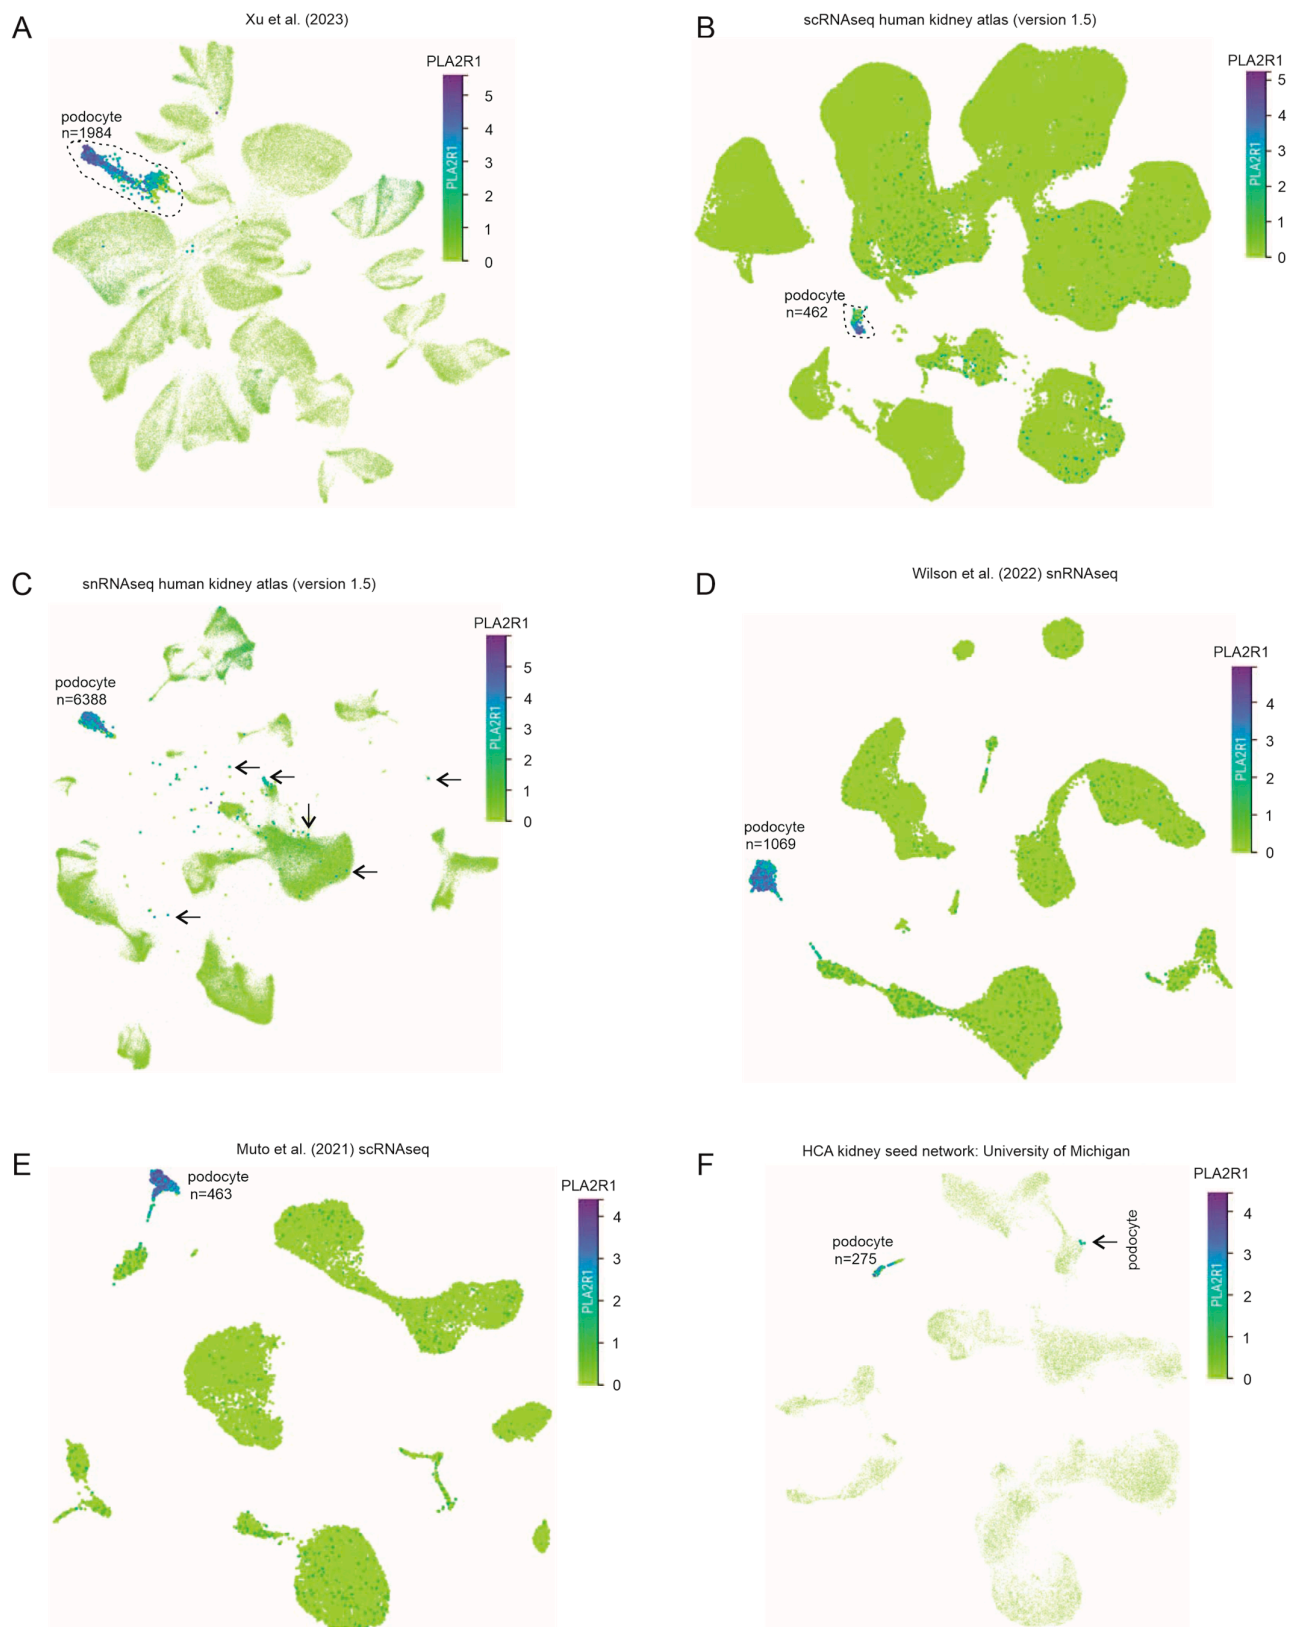 A
Xu et al. (2023)
PLA2R1
5
4
3
2
1
0
PLA2R1
podocyte
n=1984
B
scRNAseq human kidney atlas (version 1.5)
PLA2R1
5
4
3
2
1
0
PLA2R1
podocyte
n=462
C
snRNAseq human kidney atlas (version 1.5)
PLA2R1
5
4
3
2
1
0
PLA2R1
podocyte
n=6388
D
Wilson et al. (2022) snRNAseq
PLA2R1
4
3
2
1
0
PLA2R1
podocyte
n=1069
E
Muto et al. (2021) scRNAseq
podocyte
n=463
PLA2R1
4
3
2
1
0
PLA2R1
F
HCA kidney seed network: University of Michigan
PLA2R1
4
3
2
1
0
PLA2R1
podocyte
n=275
podocyte